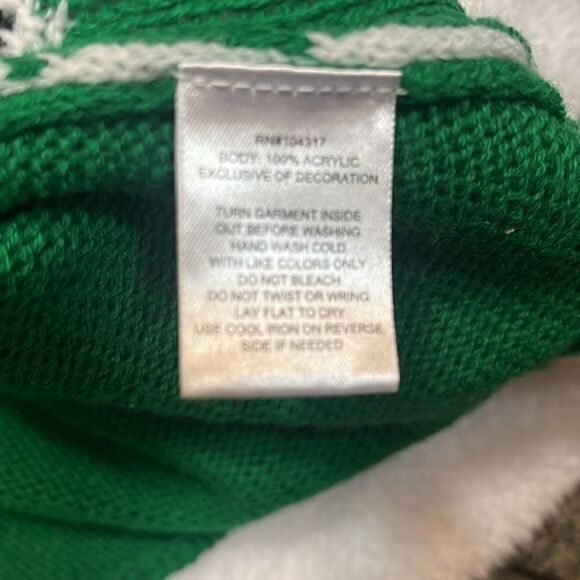 RN#104317
BODY: 100% ACRYLIC
EXCLUSIVE OF DECORATION
TURN GARMENT INSIDE
OUT BEFORE WASHING
HAND WASH COLD
WITH LIKE COLORS ONLY
DO NOT BLEACH
DO NOT TWIST OR WRING
LAY FLAT TO DRY
USE COOL IRON ON REVERSE
SIDE IF NEEDED